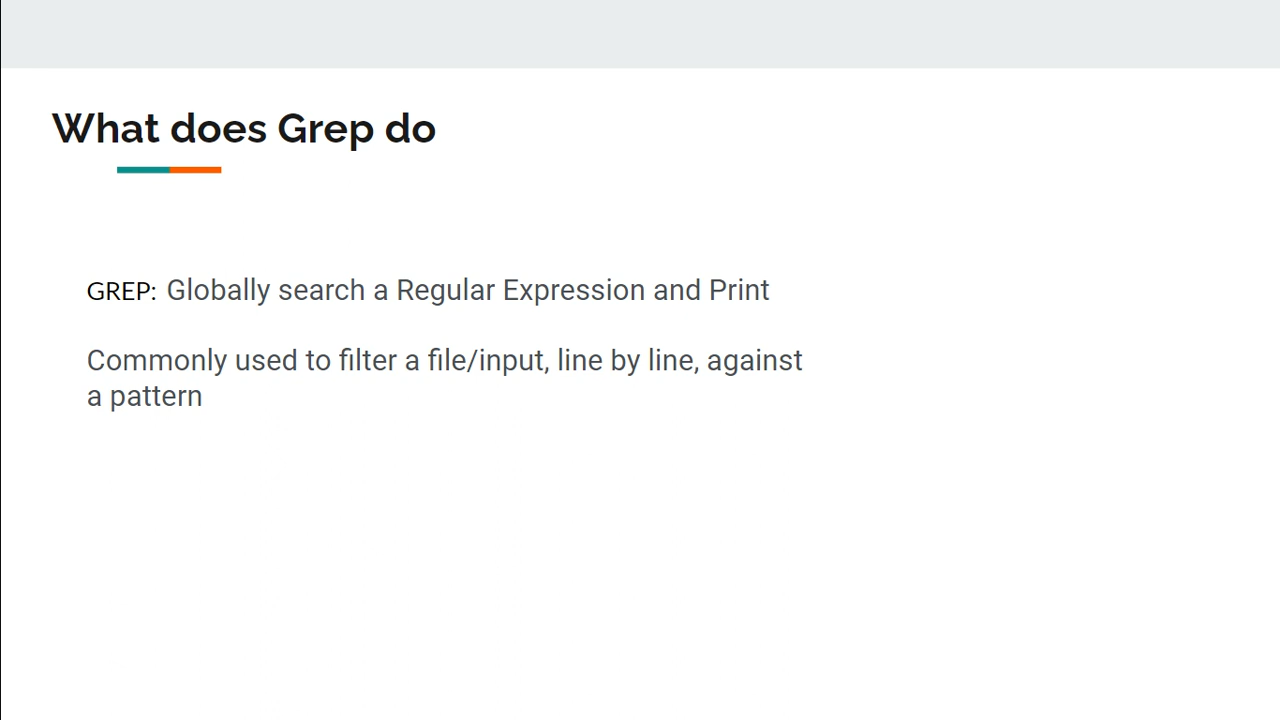 What does Grep do
GREP: Globally search a Regular Expression and Print
Commonly used to filter a file/input, line by line, against
a pattern